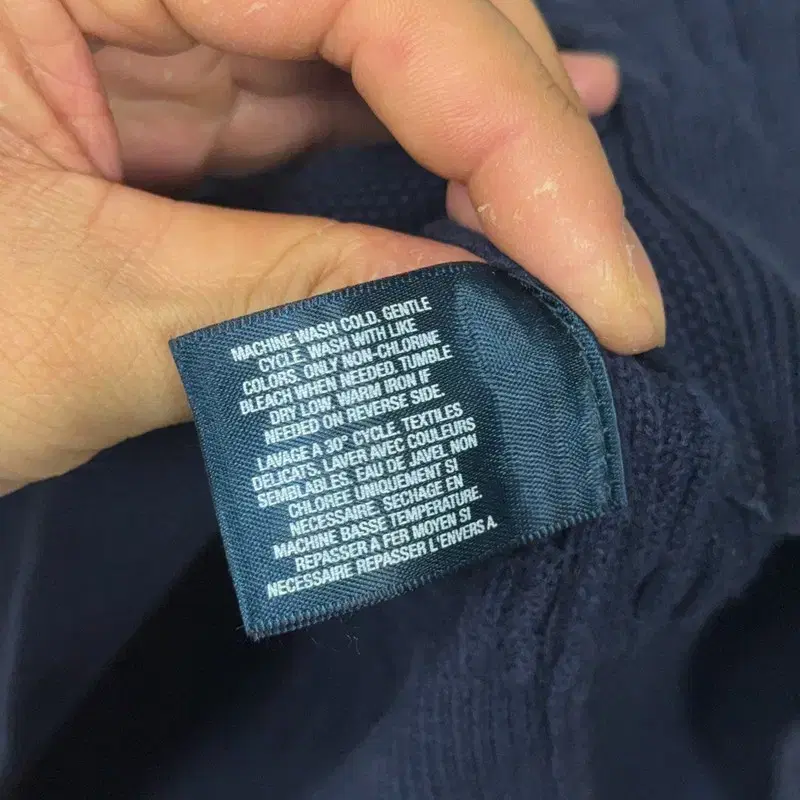 MACHINE WASH COLD. GENTLE
CYCLE. WASH WITH LIKE
COLORS. ONLY NON-CHLORINE
BLEACH WHEN NEEDED. TUMBLE
DRY LOW. WARM IRON IF
NEEDED ON REVERSE SIDE.
LAVAGE A 30° CYCLE, TEXTILES
DELICATS. LAVER AVEC COULEURS
SEMBLABLES. EAU DE JAVEL NON
CHLOREE UNIQUEMENT SI
NECESSAIRE. SECHAGE EN
MACHINE BASSE TEMPERATURE.
REPASSER A FER MOYEN SI
NECESSAIRE REPASSER L'ENVERS A.